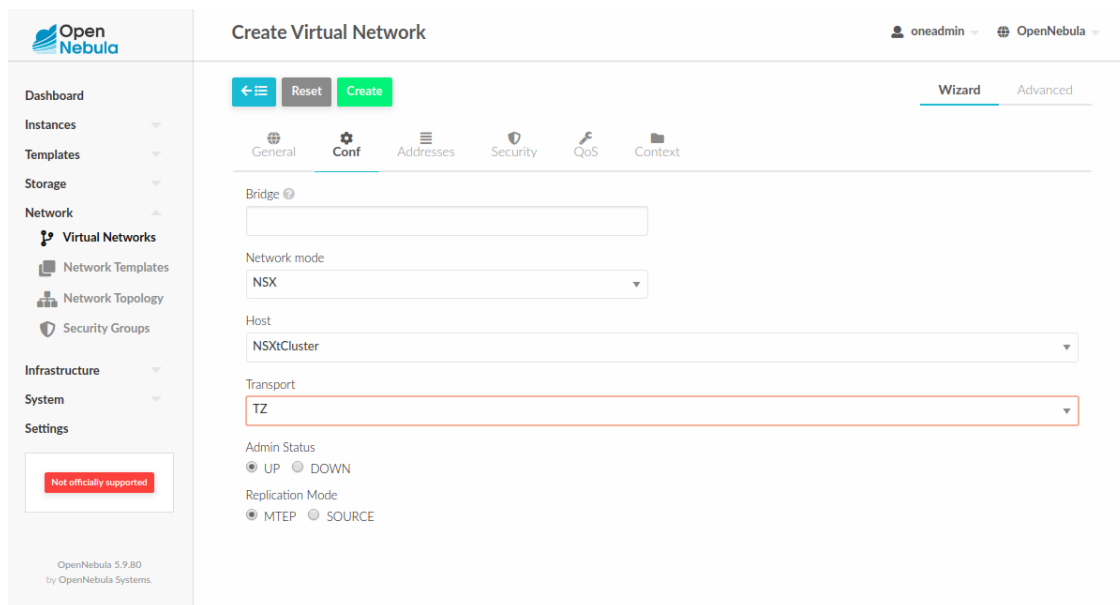 Open
Nebula
Create Virtual Network
oneadmin
OpenNebula
Dashboard
Instances
Templates
Storage
Network
Virtual Networks
Network Templates
Network Topology
Security Groups
Infrastructure
System
Settings
Not officially supported
OpenNebula 5.9.80
by OpenNebula Systems.
Reset
Create
Wizard
Advanced
General
Conf
Addresses
Security
QoS
Context
Bridge
Network mode
NSX
Host
NSXtCluster
Transport
TZ
Admin Status
UP DOWN
Replication Mode
MTEP SOURCE